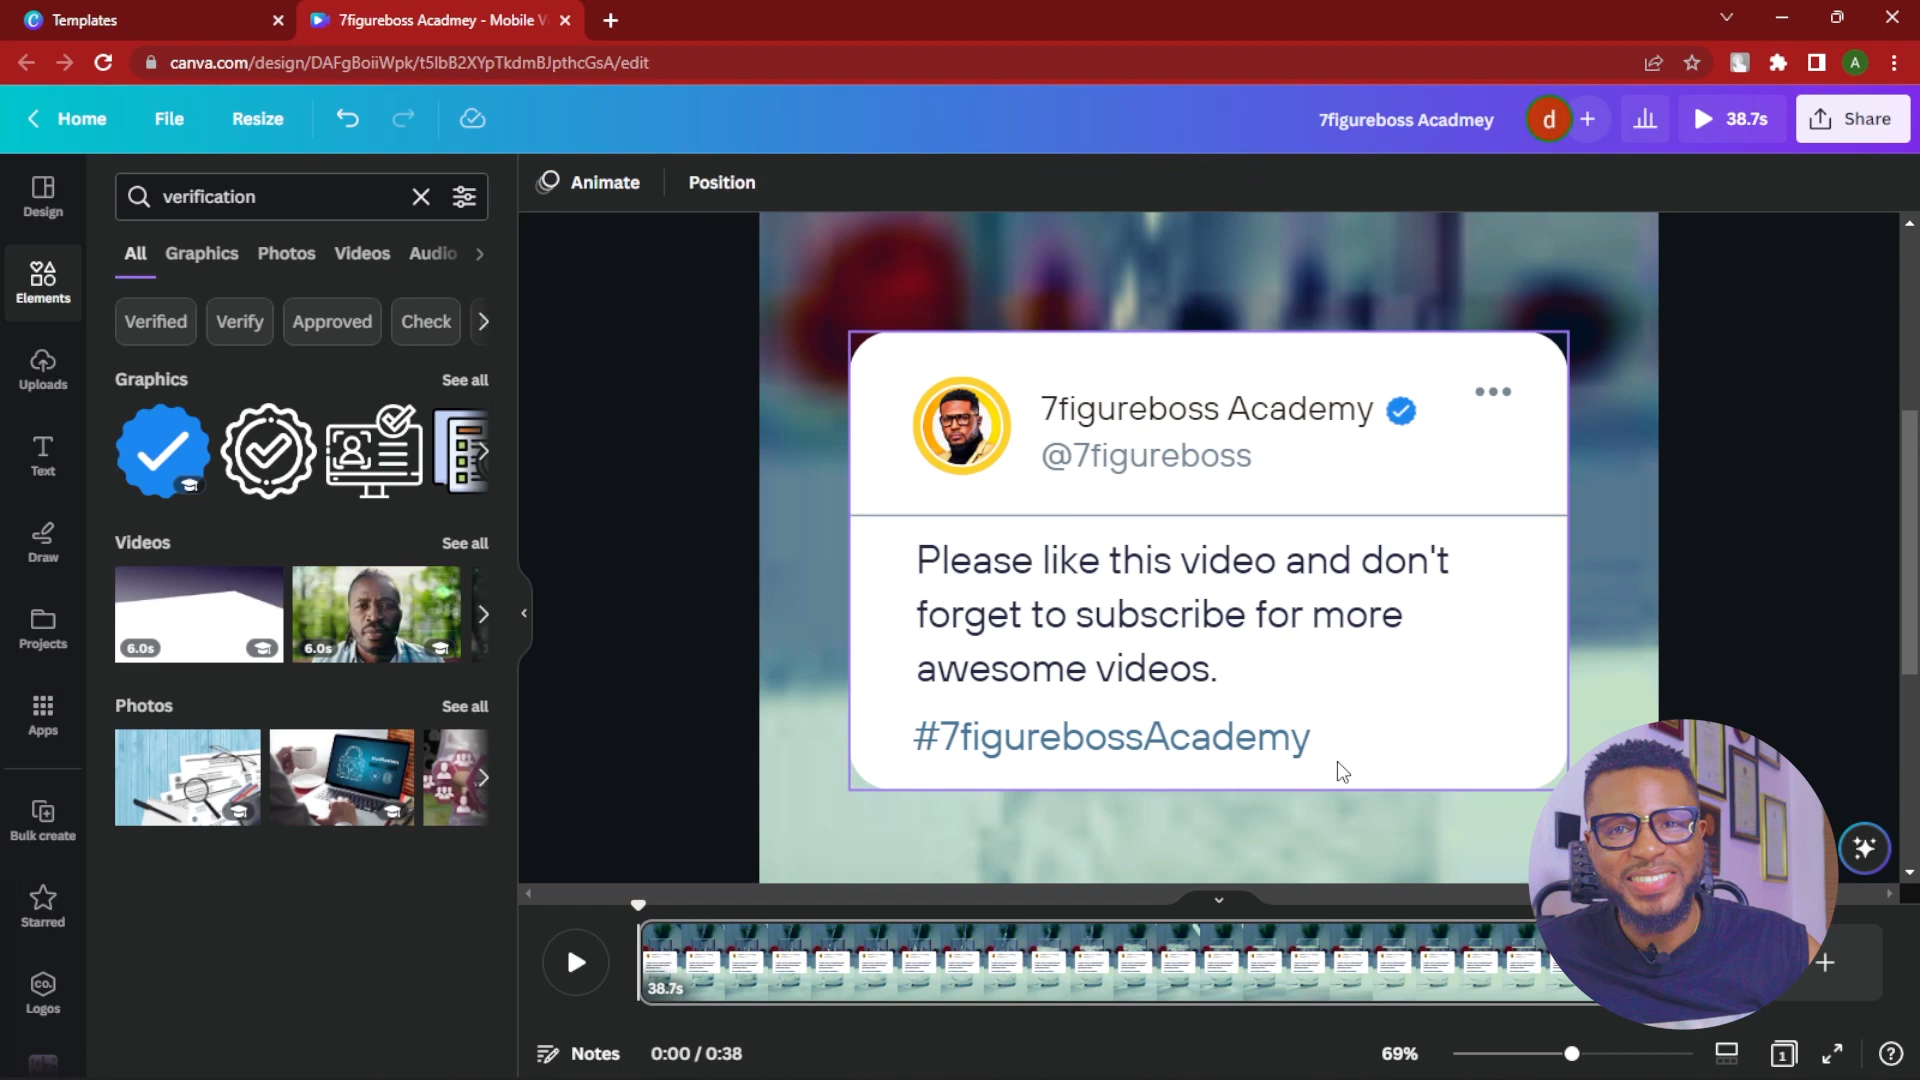 Templates
7figureboss Acadmey - Mobile V
canva.com/design/DAFgBoiiWpk/t5IbB2XYpTkdmBJpthcGsA/edit
A
Home
File
Resize
7figureboss Acadmey
d
38.7s
Share
Design
Elements
Uploads
Text
Draw
Projects
Apps
Bulk create
Starred
CO.
Logos
verification
All
Graphics
Photos
Videos
Audio
Verified
Verify
Approved
Check
Graphics
See all
Videos
See all
6.0s
6.0s
Photos
See all
Animate
Position
7figureboss Academy
@7figureboss
Please like this video and don't
forget to subscribe for more
awesome videos.
#7figurebossAcademy
38.7s
Notes
0:00 / 0:38
69%
1